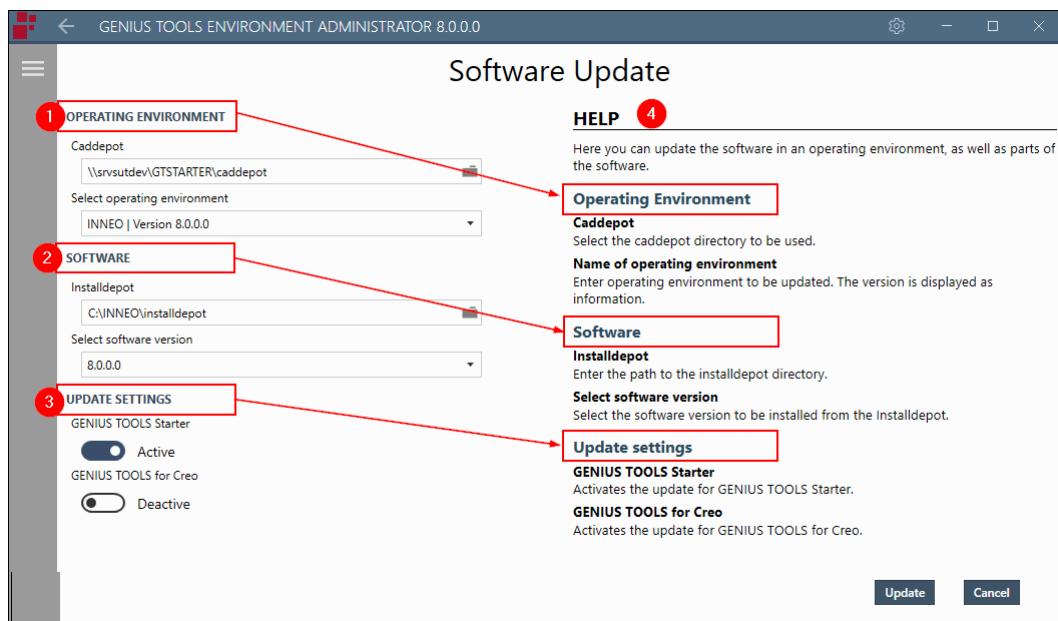 GENIUS TOOLS ENVIRONMENT ADMINISTRATOR 8.0.0.0
Software Update
1
OPERATING ENVIRONMENT
Caddepot
\\srvsutdev\GTSTARTER\caddepot
Select operating environment
INNEO | Version 8.0.0.0
2
SOFTWARE
Installdepot
C:\INNEO\installdepot
Select software version
8.0.0.0
3
UPDATE SETTINGS
GENIUS TOOLS Starter
Active
GENIUS TOOLS for Creo
Deactive
HELP
4
Here you can update the software in an operating environment, as well as parts of
the software.
Operating Environment
Caddepot
Select the caddepot directory to be used.
Name of operating environment
Enter operating environment to be updated. The version is displayed as
information.
Software
Installdepot
Enter the path to the installdepot directory.
Select software version
Select the software version to be installed from the Installdepot.
Update settings
GENIUS TOOLS Starter
Activates the update for GENIUS TOOLS Starter.
GENIUS TOOLS for Creo
Activates the update for GENIUS TOOLS for Creo.
Update
Cancel